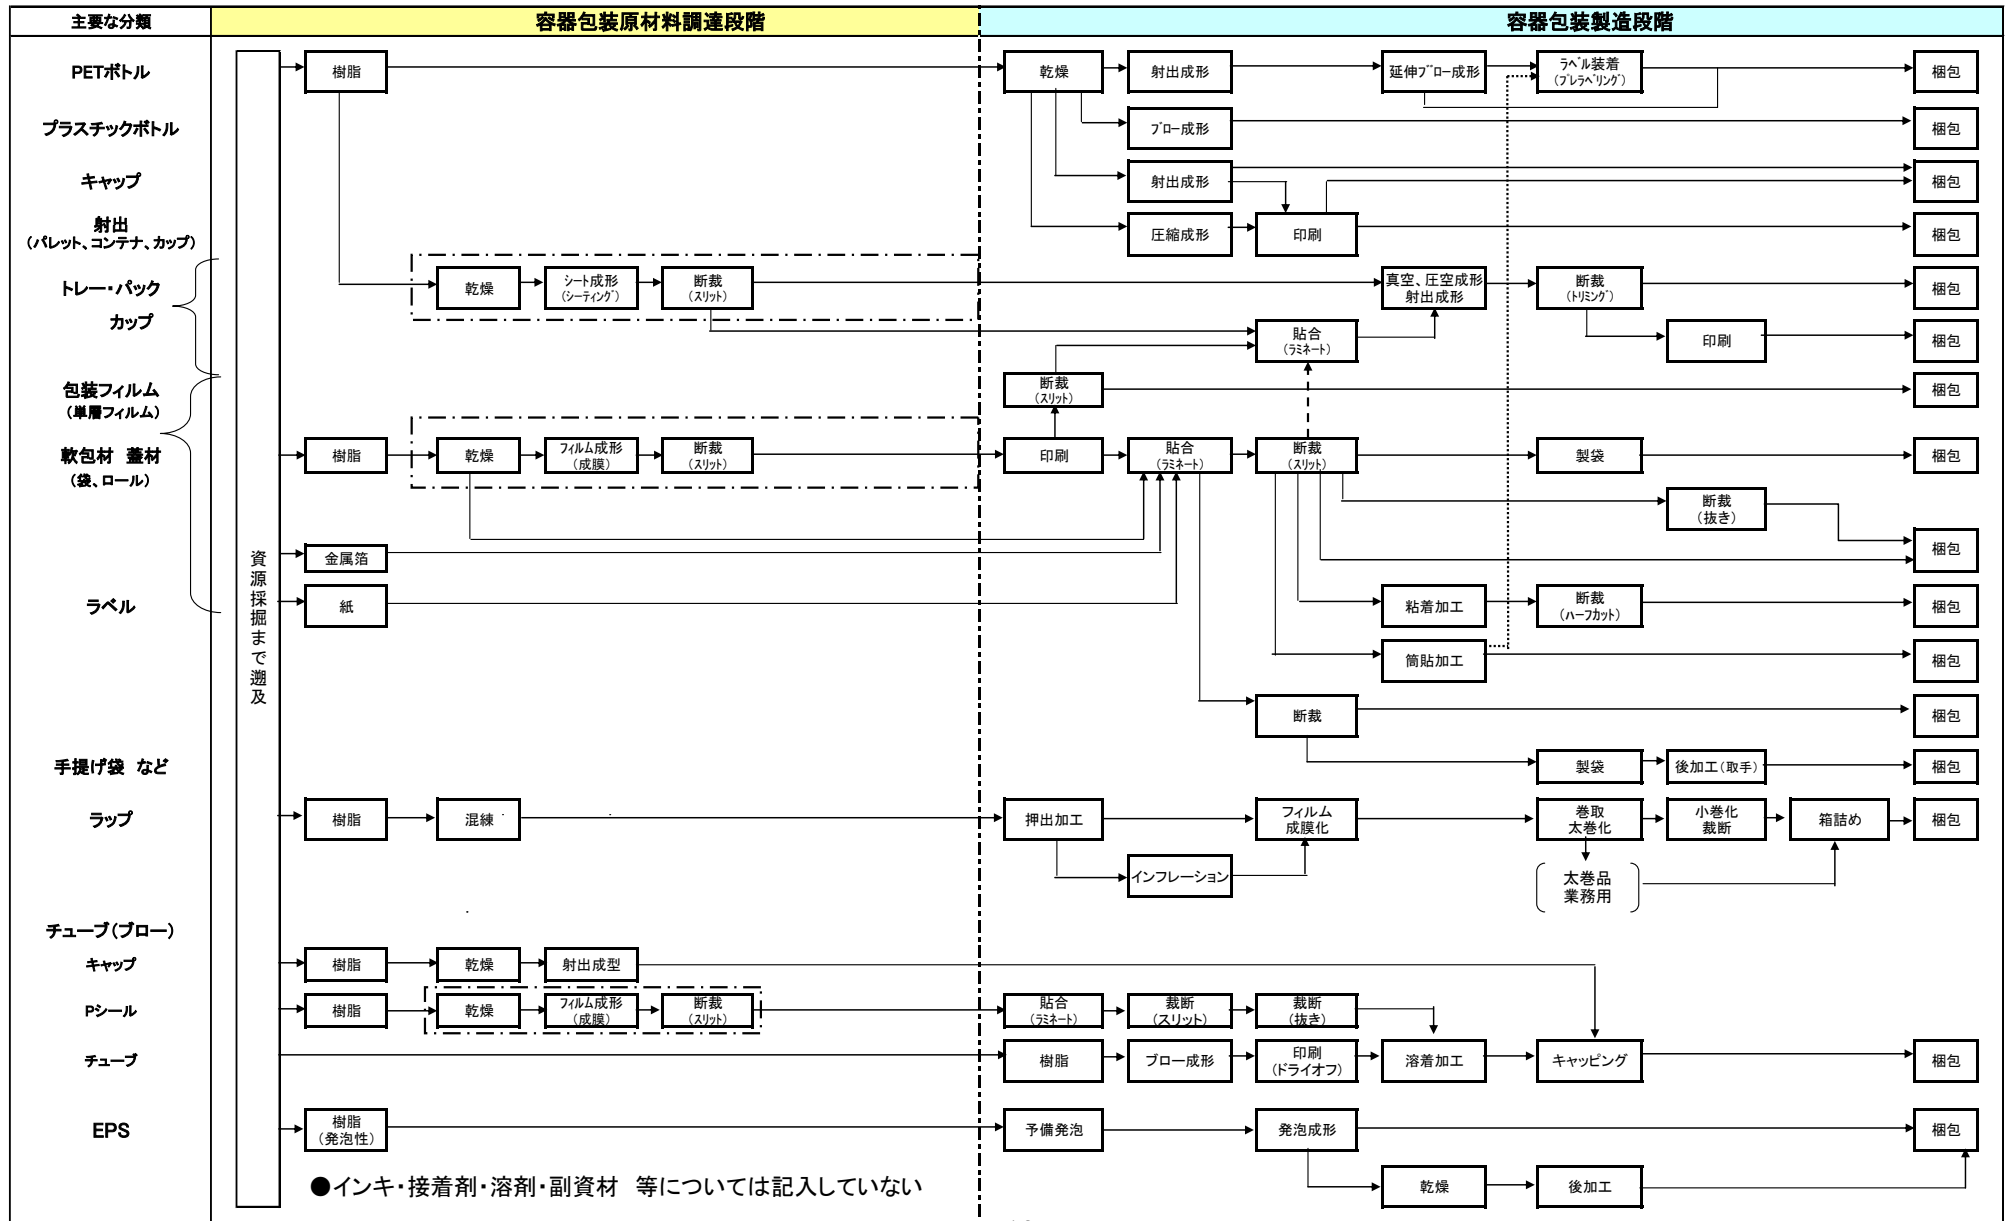 主要な分類
容器包装原材料調達段階
容器包装製造段階
PETボトル
樹脂
乾燥
射出成形
延伸ブロー成形
ラベル装着
(プレラベリング)
梱包
プラスチックボトル
ブロー成形
梱包
キャップ
射出成形
梱包
射出
(パレット、コンテナ、カップ)
圧縮成形
印刷
梱包
トレー・パック
カップ
乾燥
シート成形
(シーティング)
断裁
(スリット)
真空、圧空成形
射出成形
断裁
(トリミング)
梱包
貼合
(ラミネート)
印刷
梱包
包装フィルム
(単層フィルム)
断裁
(スリット)
梱包
軟包材 蓋材
(袋、ロール)
樹脂
乾燥
フィルム成形
(成膜)
断裁
(スリット)
印刷
貼合
(ラミネート)
断裁
(スリット)
製袋
梱包
断裁
(抜き)
梱包
資源採掘まで遡及
金属箔
ラベル
紙
粘着加工
断裁
(ハーフカット)
梱包
筒貼加工
梱包
断裁
梱包
手提げ袋 など
製袋
後加工(取手)
梱包
ラップ
樹脂
混練
押出加工
フィルム
成膜化
巻取
太巻化
小巻化
裁断
箱詰め
梱包
インフレーション
太巻品
業務用
チューブ(ブロー)
キャップ
樹脂
乾燥
射出成型
Pシール
樹脂
乾燥
フィルム成形
(成膜)
断裁
(スリット)
貼合
(ラミネート)
裁断
(スリット)
裁断
(抜き)
チューブ
樹脂
ブロー成形
印刷
(ドライオフ)
溶着加工
キャッピング
梱包
EPS
樹脂
(発泡性)
予備発泡
発泡成形
梱包
乾燥
後加工
●インキ・接着剤・溶剤・副資材 等については記入していない